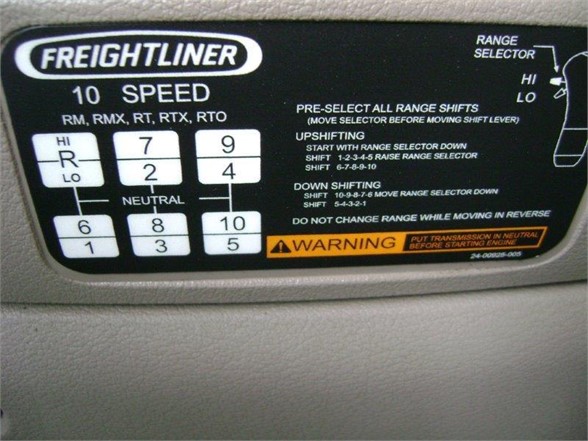 FREIGHTLINER
10 SPEED
RM, RMX, RT, RTX, RTO
HI
R
LO
7
2
9
4
NEUTRAL
6
1
8
3
10
5
RANGE
SELECTOR
HI
LO
PRE-SELECT ALL RANGE SHIFTS
(MOVE SELECTOR BEFORE MOVING SHIFT LEVER)
UPSHIFTING
START WITH RANGE SELECTOR DOWN
SHIFT 1-2-3-4-5 RAISE RANGE SELECTOR
SHIFT 6-7-8-9-10
DOWN SHIFTING
SHIFT 10-9-8-7-6 MOVE RANGE SELECTOR DOWN
SHIFT 5-4-3-2-1
DO NOT CHANGE RANGE WHILE MOVING IN REVERSE
WARNING
PUT TRANSMISSION IN NEUTRAL
BEFORE STARTING ENGINE
24-00928-005